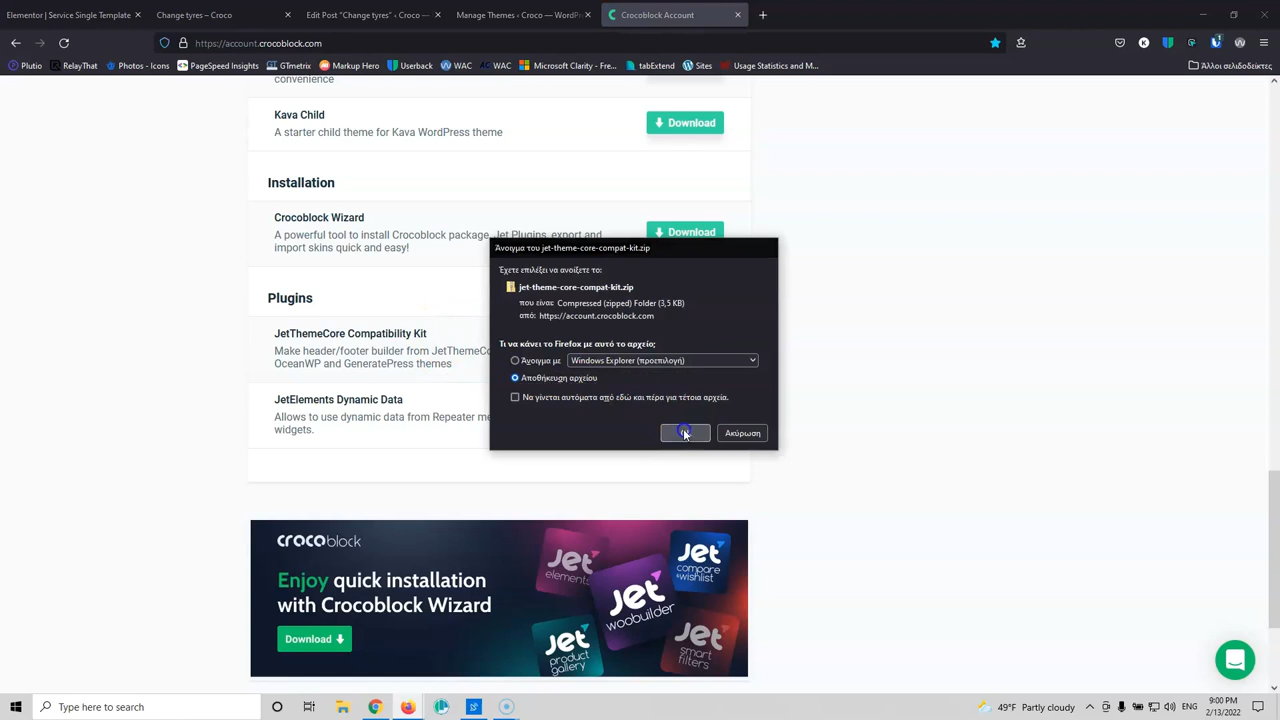 Elementor | Service Single Template
Change tyres – Croco
Edit Post "Change tyres" ‹ Croco —
Manage Themes ‹ Croco — WordPr
Crocoblock Account
https://account.crocoblock.com
Plutio
RelayThat
Photos - Icons
PageSpeed Insights
GTmetrix
Markup Hero
Userback
WAC
WAC
Microsoft Clarity - Fre...
tabExtend
Sites
Usage Statistics and M...
Άλλοι σελιδοδείκτες
convenience
Kava Child
A starter child theme for Kava WordPress theme
Download
Installation
Crocoblock Wizard
A powerful tool to install Crocoblock package, Jet Plugins, export and
import skins quick and easy!
Download
Άνοιγμα του jet-theme-core-compat-kit.zip
Έχετε επιλέξει να ανοίξετε το:
jet-theme-core-compat-kit.zip
που είναι: Compressed (zipped) Folder (3,5 KB)
από: https://account.crocoblock.com
Τι να κάνει το Firefox με αυτό το αρχείο;
Άνοιγμα με
Windows Explorer (προεπιλογή)
Αποθήκευση αρχείου
Να γίνεται αυτόματα από εδώ και πέρα για τέτοια αρχεία.
Ακύρωση
Plugins
JetThemeCore Compatibility Kit
Make header/footer builder from JetThemeC
OceanWP and GeneratePress themes
JetElements Dynamic Data
Allows to use dynamic data from Repeater me
widgets.
crocoblock
Enjoy quick installation
with Crocoblock Wizard
Download
Jet elements
Jet compare & wishlist
Jet woobuilder
Jet product gallery
Jet smart filters
Type here to search
49°F Partly cloudy
ENG
9:00 PM
2/13/2022